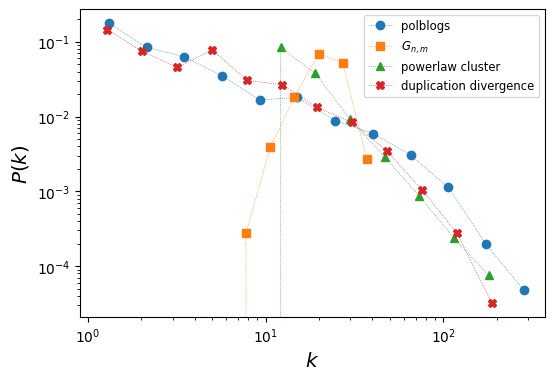 polblogs
G_{n,m}
powerlaw cluster
duplication divergence
P(k)
10^{-1}
10^{-2}
10^{-3}
10^{-4}
10^{0}
10^{1}
10^{2}
k